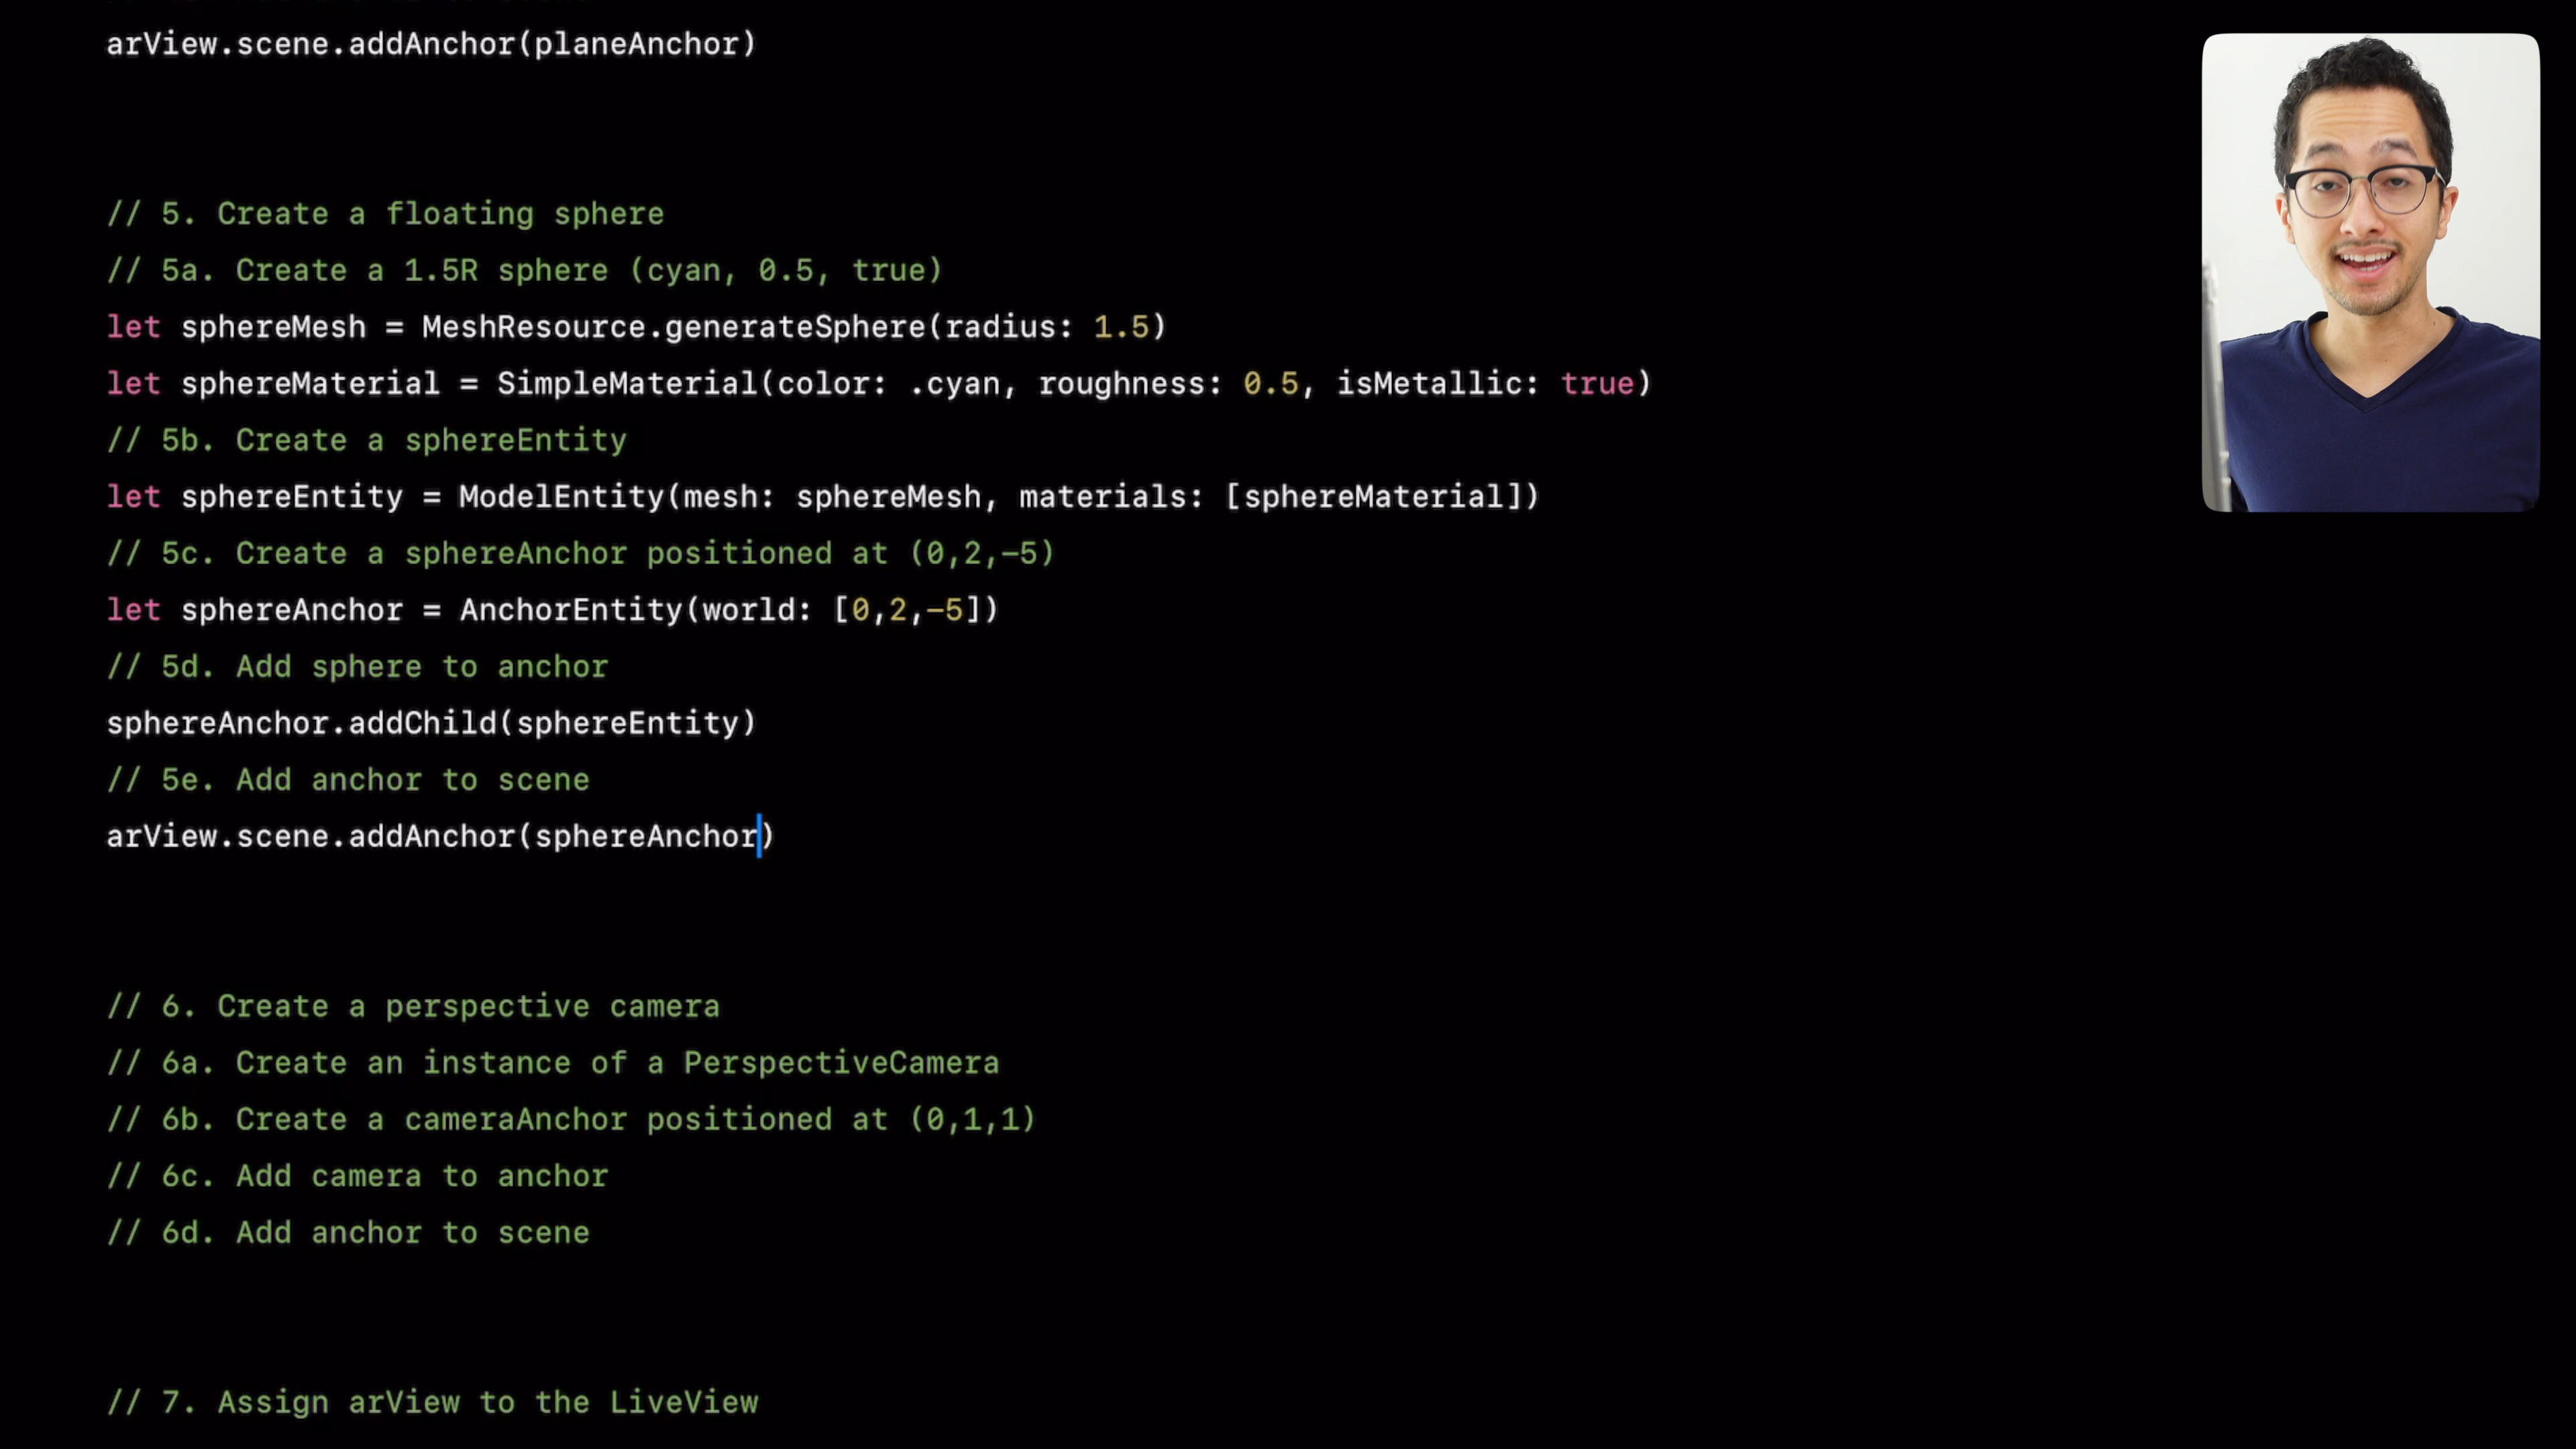 arView.scene.addAnchor(planeAnchor)
// 5. Create a floating sphere
// 5a. Create a 1.5R sphere (cyan, 0.5, true)
let sphereMesh = MeshResource.generateSphere(radius: 1.5)
let sphereMaterial = SimpleMaterial(color: .cyan, roughness: 0.5, isMetallic: true)
// 5b. Create a sphereEntity
let sphereEntity = ModelEntity(mesh: sphereMesh, materials: [sphereMaterial])
// 5c. Create a sphereAnchor positioned at (0,2,-5)
let sphereAnchor = AnchorEntity(world: [0,2,-5])
// 5d. Add sphere to anchor
sphereAnchor.addChild(sphereEntity)
// 5e. Add anchor to scene
arView.scene.addAnchor(sphereAnchor)
// 6. Create a perspective camera
// 6a. Create an instance of a PerspectiveCamera
// 6b. Create a cameraAnchor positioned at (0,1,1)
// 6c. Add camera to anchor
// 6d. Add anchor to scene
// 7. Assign arView to the LiveView